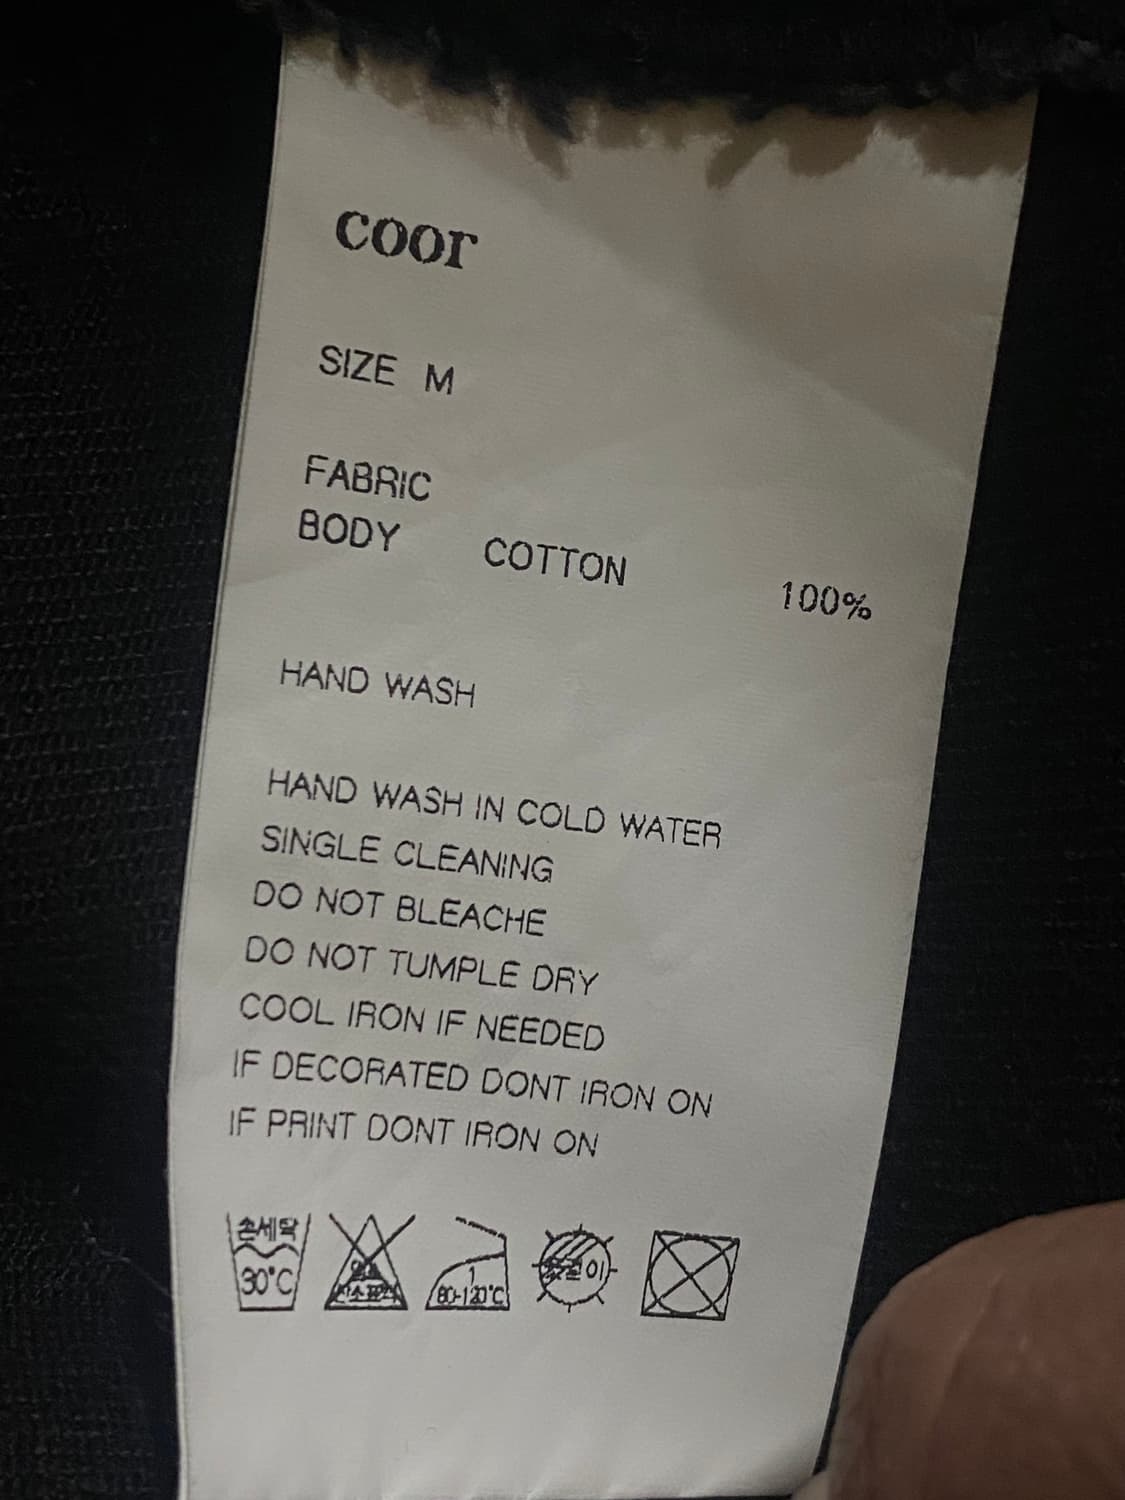 coor
SIZE M
FABRIC
BODY COTTON 100%
HAND WASH
HAND WASH IN COLD WATER
SINGLE CLEANING
DO NOT BLEACHE
DO NOT TUMPLE DRY
COOL IRON IF NEEDED
IF DECORATED DONT IRON ON
IF PRINT DONT IRON ON
손세탁
30°C
80-120°C